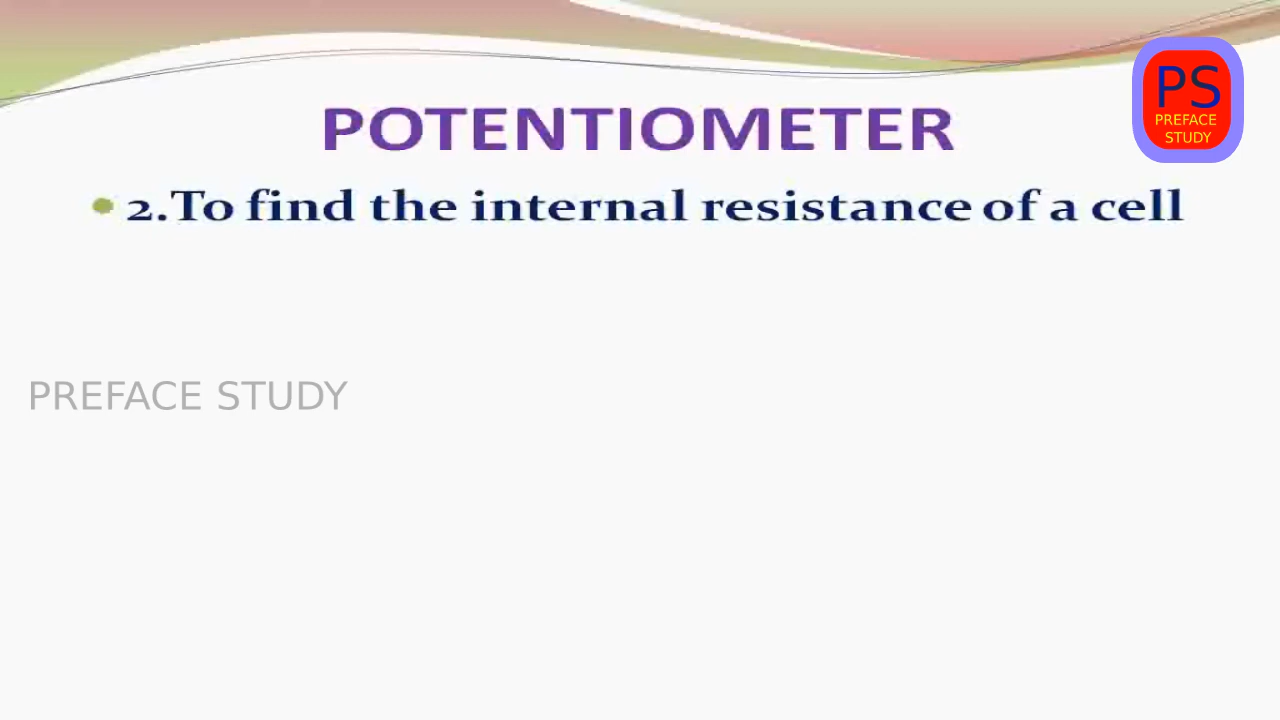 POTENTIOMETER
2.To find the internal resistance of a cell
PS
PREFACE
STUDY
PREFACE STUDY